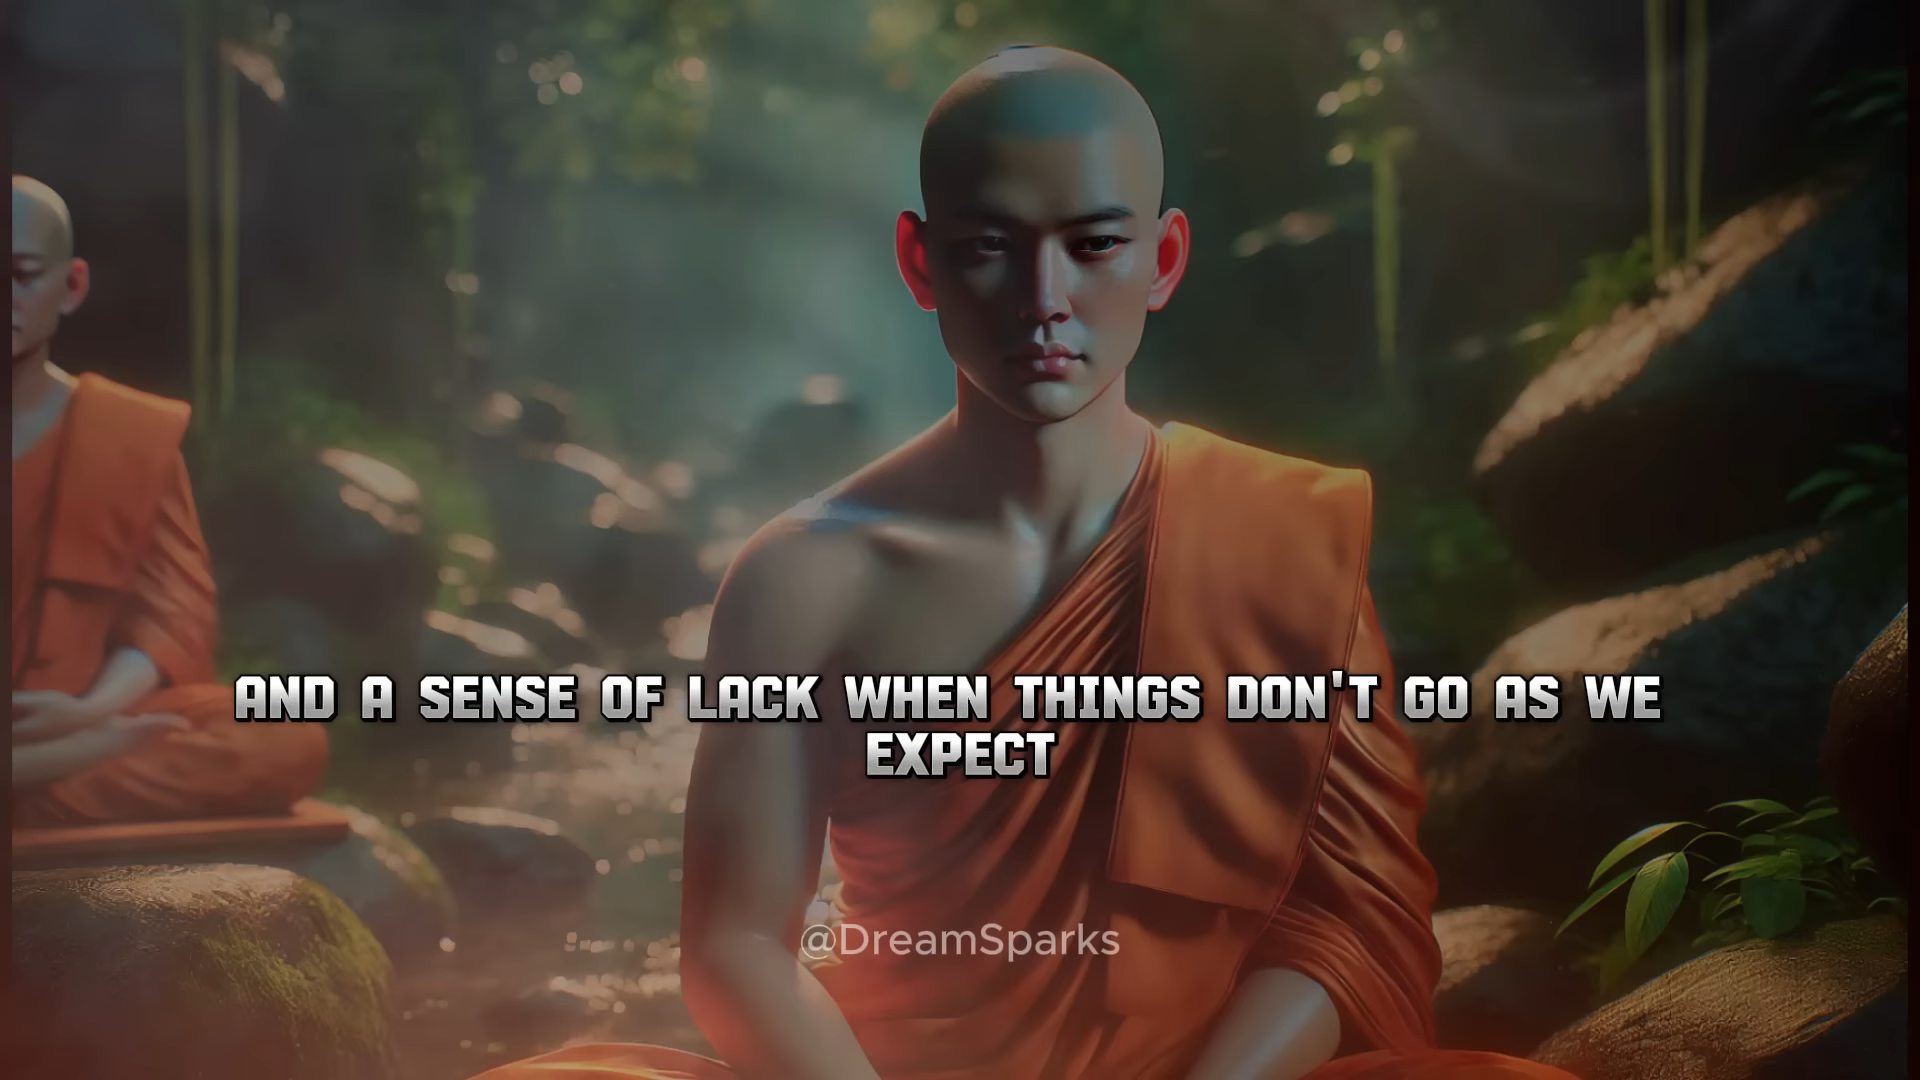 AND A SENSE OF LACK WHEN THINGS DON'T GO AS WE
EXPECT
@DreamSparks